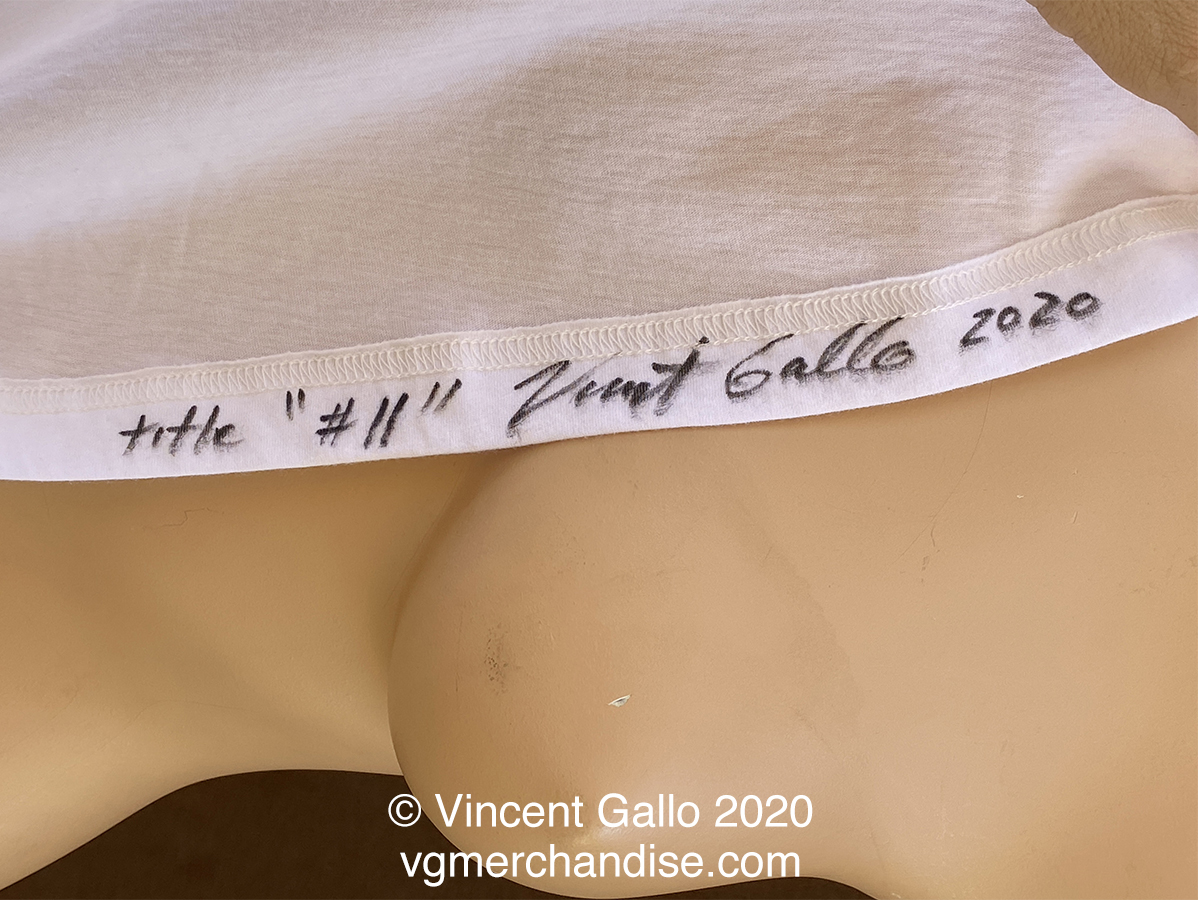 title "#11" Vincent Gallo 2020
© Vincent Gallo 2020
vgmerchandise.com